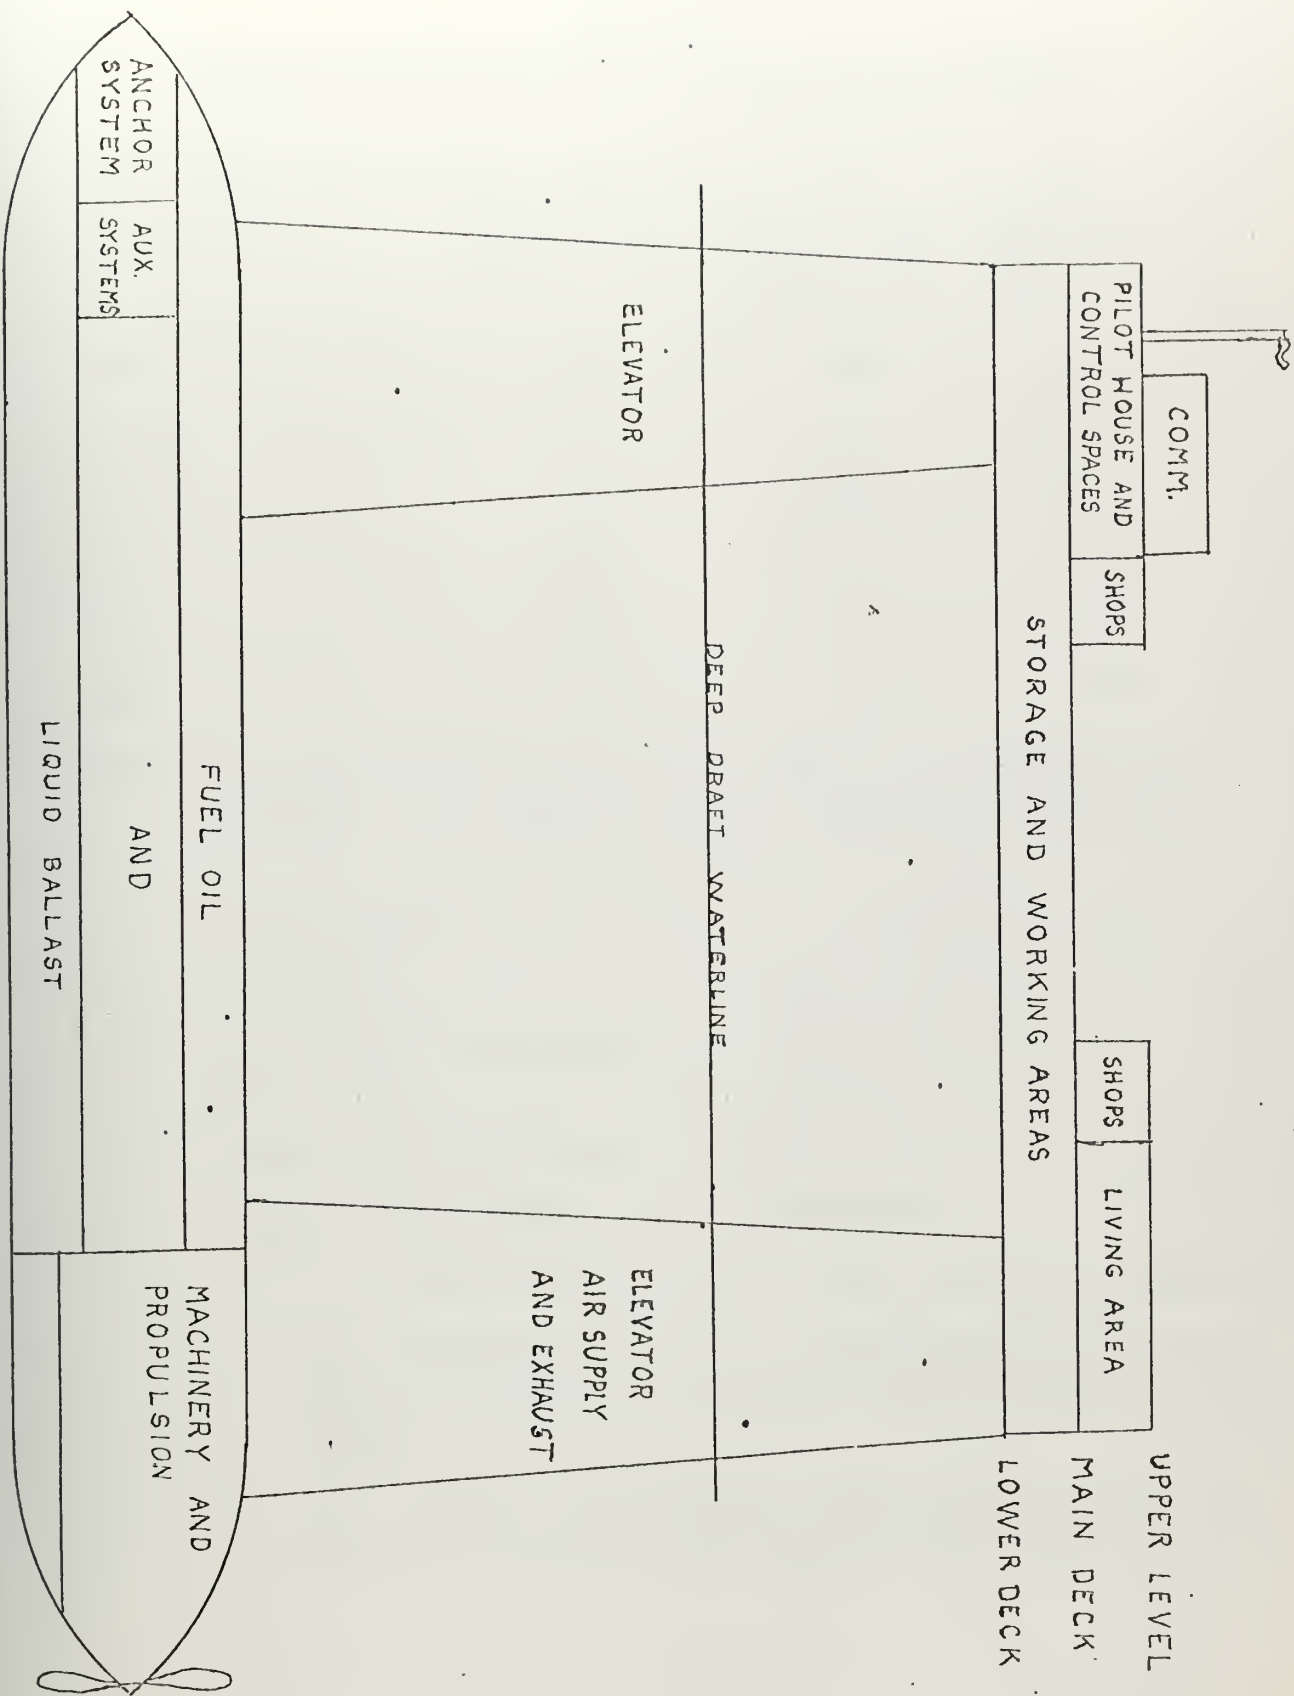 COMM.
PILOT HOUSE AND
CONTROL SPACES
SHOPS
SHOPS
LIVING AREA
UPPER LEVEL
MAIN DECK
LOWER DECK
STORAGE AND WORKING AREAS
DEEP DRAFT WATERLINE
ELEVATOR
ELEVATOR
AIR SUPPLY
AND EXHAUST
FUEL OIL
ANCHOR
SYSTEM
AUX.
SYSTEMS
AND
MACHINERY AND
PROPULSION
LIQUID BALLAST